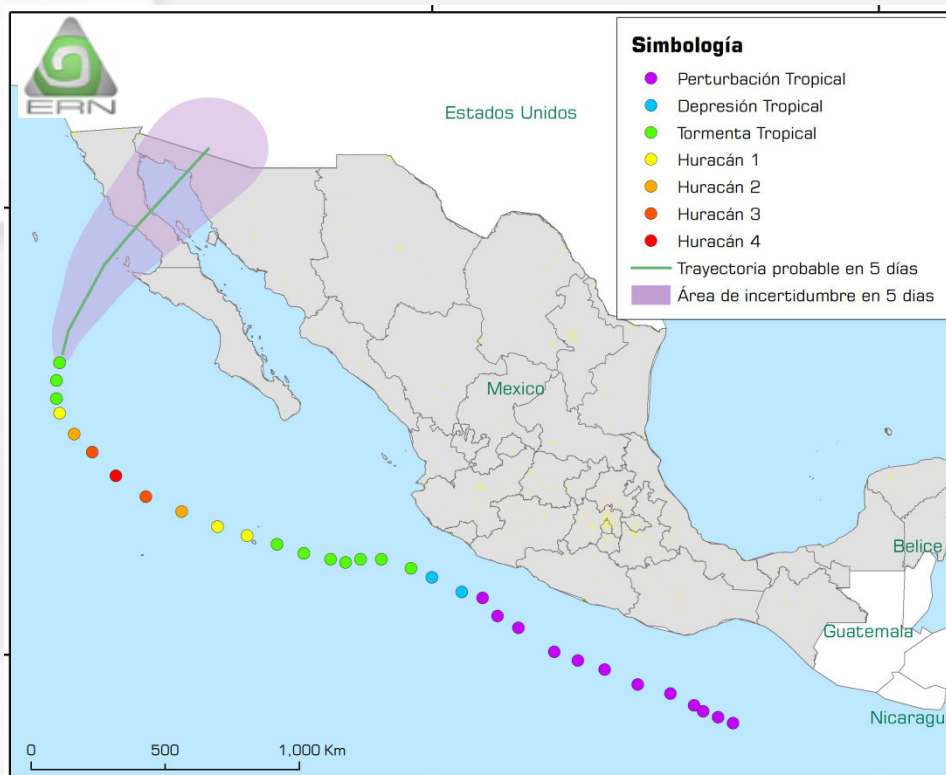 ERN
Simbología
Perturbación Tropical
Depresión Tropical
Tormenta Tropical
Huracán 1
Huracán 2
Huracán 3
Huracán 4
Trayectoria probable en 5 días
Área de incertidumbre en 5 dias
Estados Unidos
Mexico
Belice
Guatemala
Nicaragu
0 500 1,000 Km